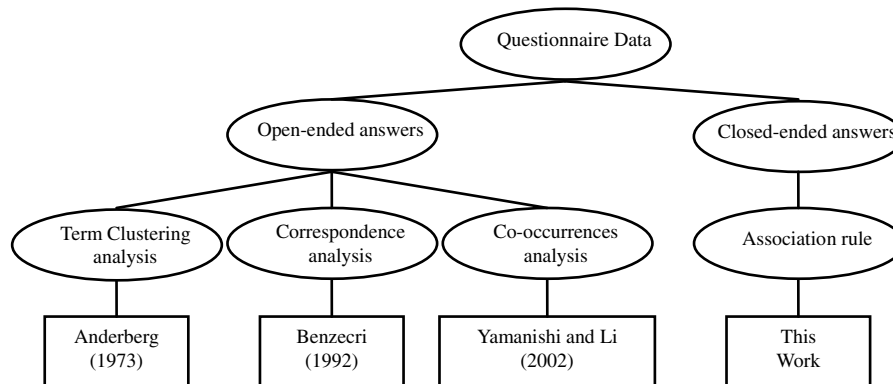 Questionnaire Data
Open-ended answers
Closed-ended answers
Term Clustering
analysis
Correspondence
analysis
Co-occurrences
analysis
Association rule
Anderberg
(1973)
Benzecri
(1992)
Yamanishi and Li
(2002)
This
Work